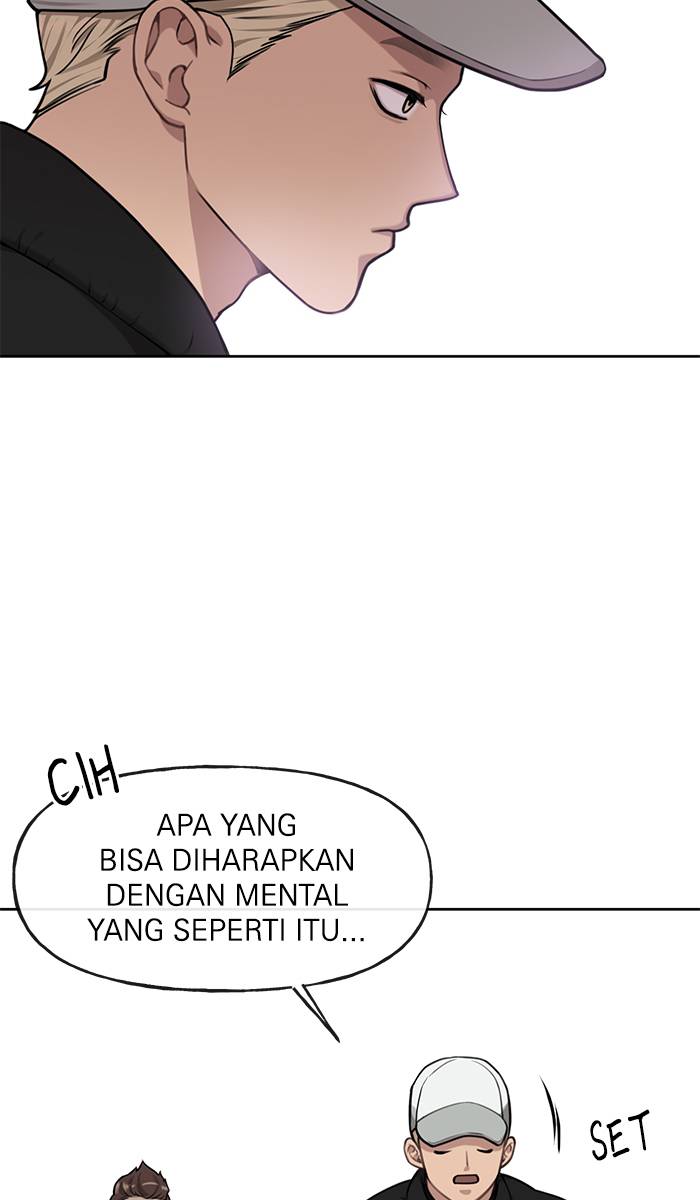 CIH
APA YANG
BISA DIHARAPKAN
DENGAN MENTAL
YANG SEPERTI ITU...
SET